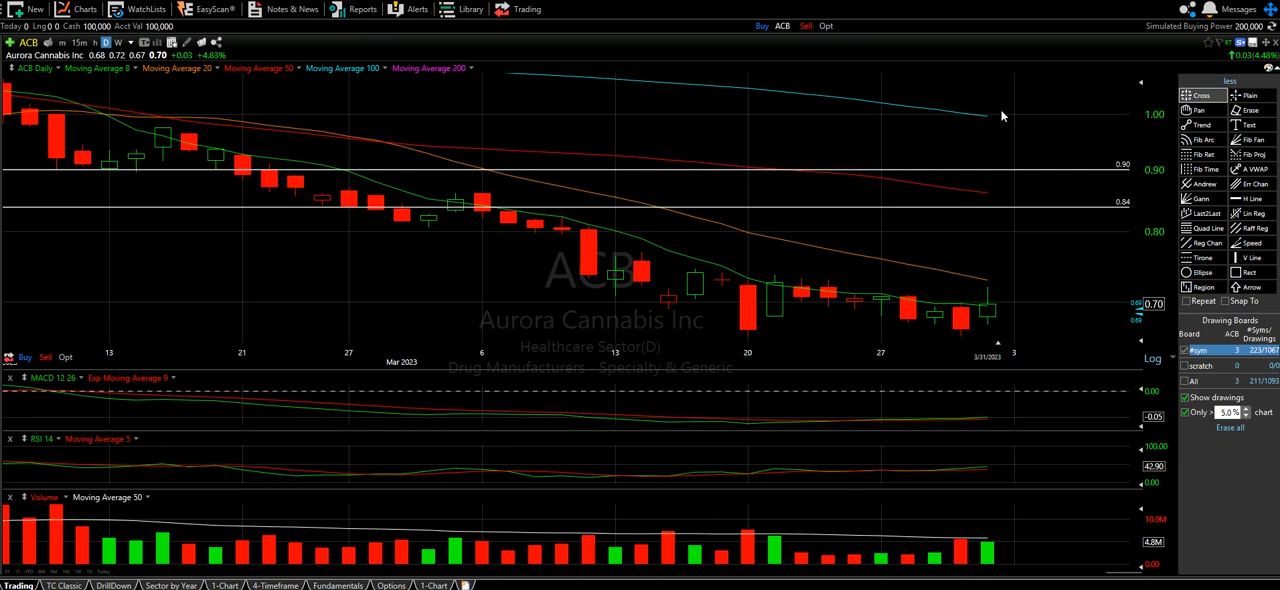 New Charts WatchLists EasyScan® Notes & News Reports Alerts Library Trading Messages
Today 0 Lng 0 0 Cash 100,000 Acct Val 100,000 Buy ACB Sell Opt Simulated Buying Power 200,000
ACB m 15m h D W
Aurora Cannabis Inc 0.68 0.72 0.67 0.70 +0.03 +4.83% 0.03(4.48%)
ACB Daily Moving Average 8 Moving Average 20 Moving Average 50 Moving Average 100 Moving Average 200
1.00
0.90 0.90
0.84
0.80
0.69
0.70
0.69
ACB
Aurora Cannabis Inc
Healthcare Sector(D)
Drug Manufacturers - Specialty & Generic
13 21 27 Mar 2023 6 13 20 27 3/31/2023 3
Buy Sell Opt Log
MACD 12 26 Exp Moving Average 9
0.00
-0.05
RSI 14 Moving Average 5
100.00
42.90
0.00
Volume Moving Average 50
10.0M
4.8M
0.00
Trading TC Classic DrillDown Sector by Year 1-Chart 4-Timeframe Fundamentals Options 1-Chart
less
Cross Plain
Pan Erase
Trend Text
Fib Arc Fib Fan
Fib Ret Fib Proj
Fib Time A VWAP
Andrew Err Chan
Gann H Line
Last2Last Lin Reg
Quad Line Raff Reg
Reg Chan Speed
Tirone V Line
Ellipse Rect
Region Arrow
Repeat Snap To
Drawing Boards
Board ACB #Syms/ Drawings
#sym 3 223/1067
scratch 0 0/0
All 3 211/1093
Show drawings
Only > 5.0 % chart
Erase all